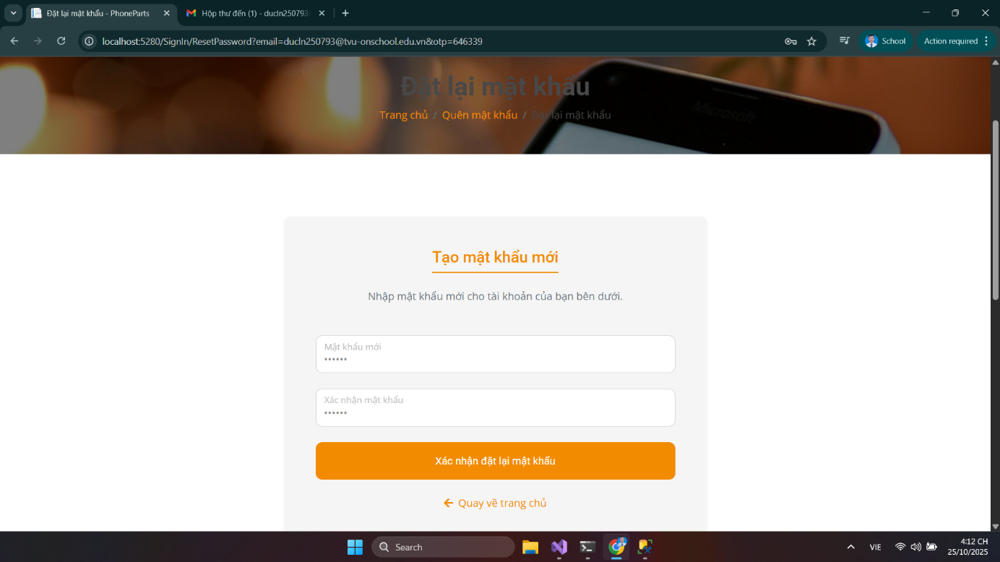 Đặt lại mật khẩu - PhoneParts
Hộp thư đến (1) - ducln250793
localhost:5280/SignIn/ResetPassword?email=ducln250793@tvu-onschool.edu.vn&otp=646339
School
Action required
Đặt lại mật khẩu
Trang chủ / Quên mật khẩu / Đặt lại mật khẩu
Microsoft
Tạo mật khẩu mới
Nhập mật khẩu mới cho tài khoản của bạn bên dưới.
Mật khẩu mới
••••••
Xác nhận mật khẩu
••••••
Xác nhận đặt lại mật khẩu
Quay về trang chủ
Search
VIE
4:12 CH
25/10/2025